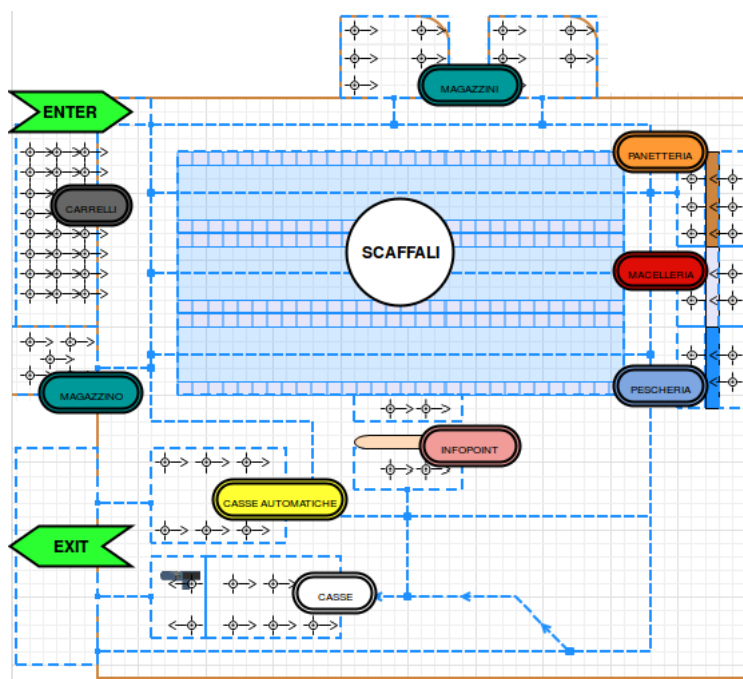 MAGAZZINI
ENTER
PANETTERIA
CARRELLI
SCAFFALI
MACELLERIA
MAGAZZINO
PESCHERIA
INFOPOINT
CASSE AUTOMATICHE
EXIT
CASSE